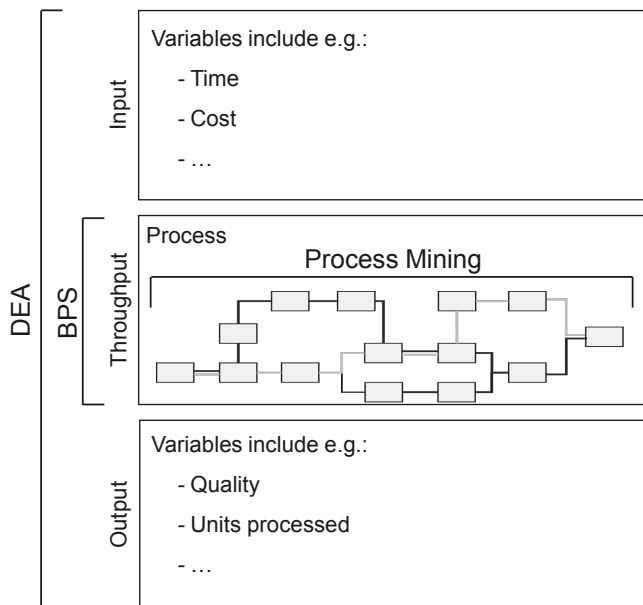 DEA
BPS
Input
Variables include e.g.:
- Time
- Cost
- ...
Throughput
Process
Process Mining
Output
Variables include e.g.:
- Quality
- Units processed
- ...